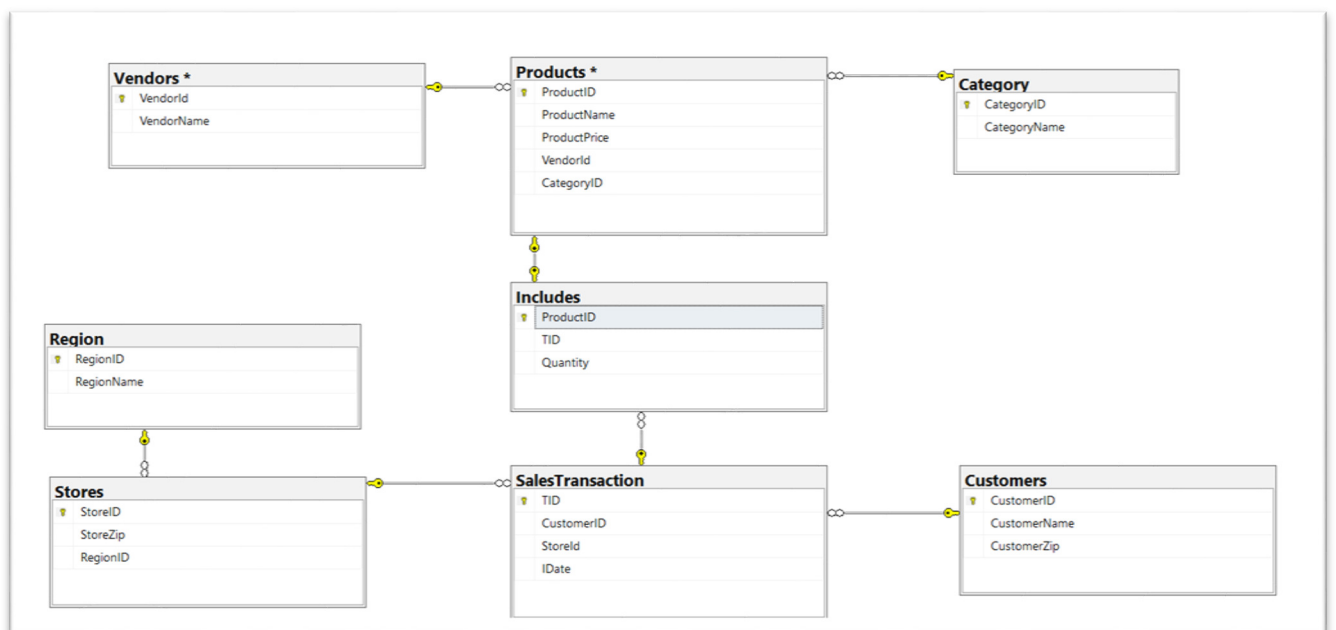 Vendors *
VendorId
VendorName
Products *
ProductID
ProductName
ProductPrice
VendorId
CategoryID
Category
CategoryID
CategoryName
Includes
ProductID
TID
Quantity
Region
RegionID
RegionName
Stores
StoreID
StoreZip
RegionID
SalesTransaction
TID
CustomerID
StoreId
IDate
Customers
CustomerID
CustomerName
CustomerZip